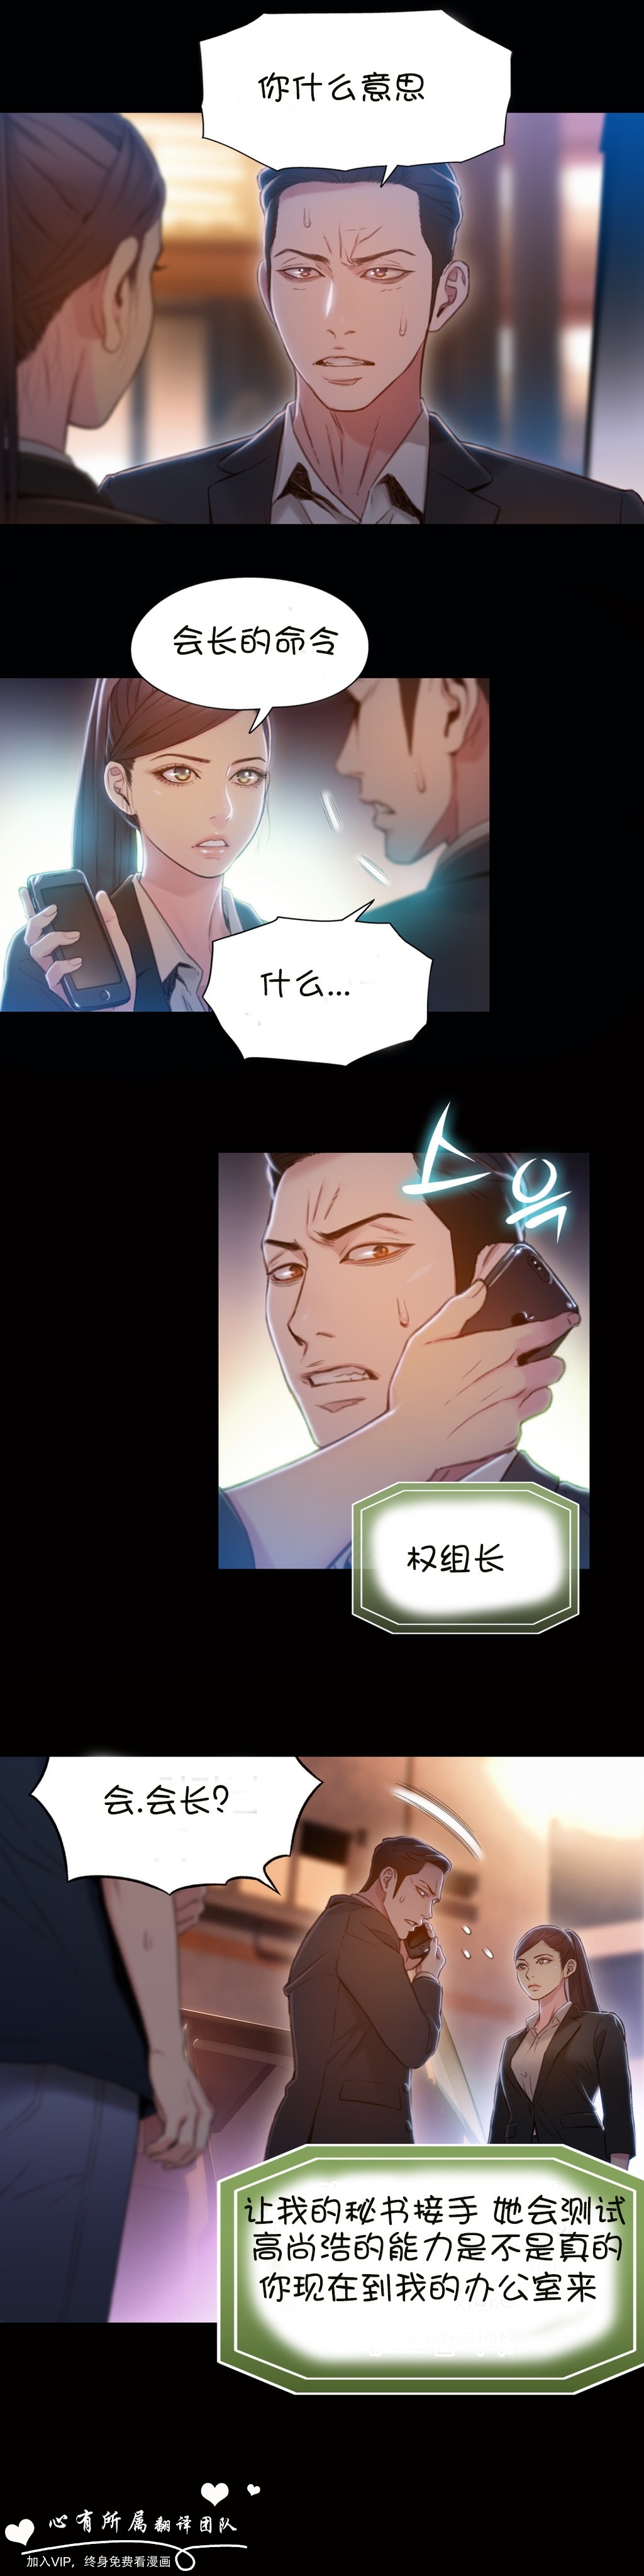 你什么意思
会长的命令
什么...
스윽
权组长
会.会长?
让我的秘书接手 她会测试
高尚浩的能力是不是真的
你现在到我的办公室来
心有所属翻译团队
加入VIP，终身免费看漫画